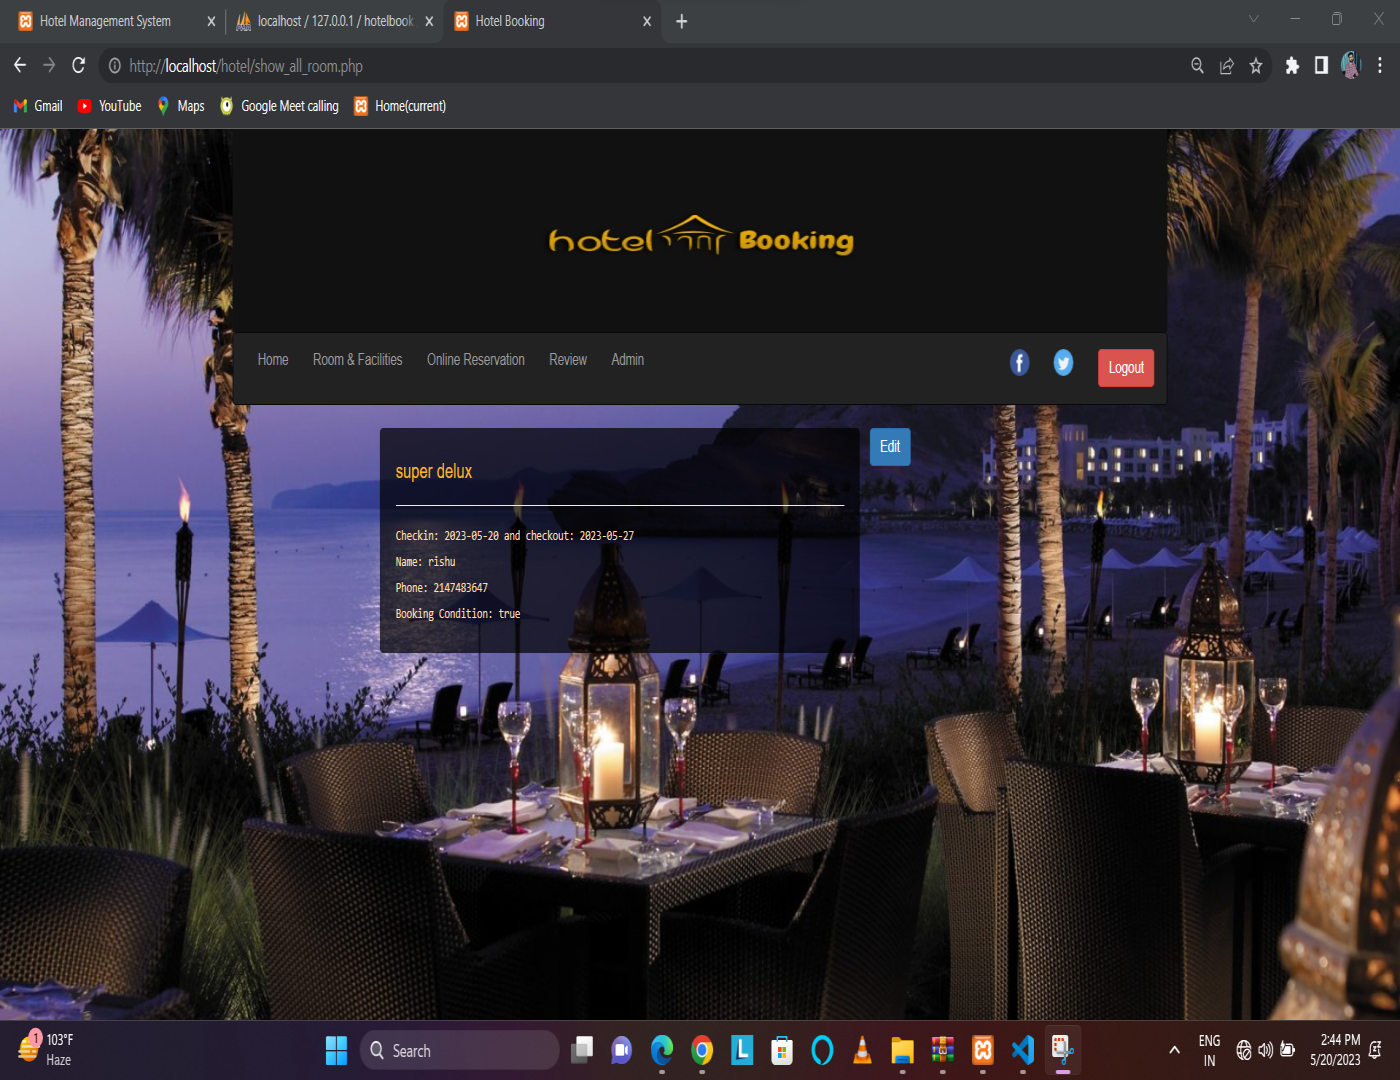 Hotel Management System
localhost / 127.0.0.1 / hotelbook
Hotel Booking
http://localhost/hotel/show_all_room.php
Gmail
YouTube
Maps
Google Meet calling
Home(current)
hotel Booking
Home
Room & Facilities
Online Reservation
Review
Admin
Logout
Edit
super delux
Checkin: 2023-05-20 and checkout: 2023-05-27
Name: rishu
Phone: 2147483647
Booking Condition: true
1
103°F
Haze
Search
L
ENG
IN
2:44 PM
5/20/2023